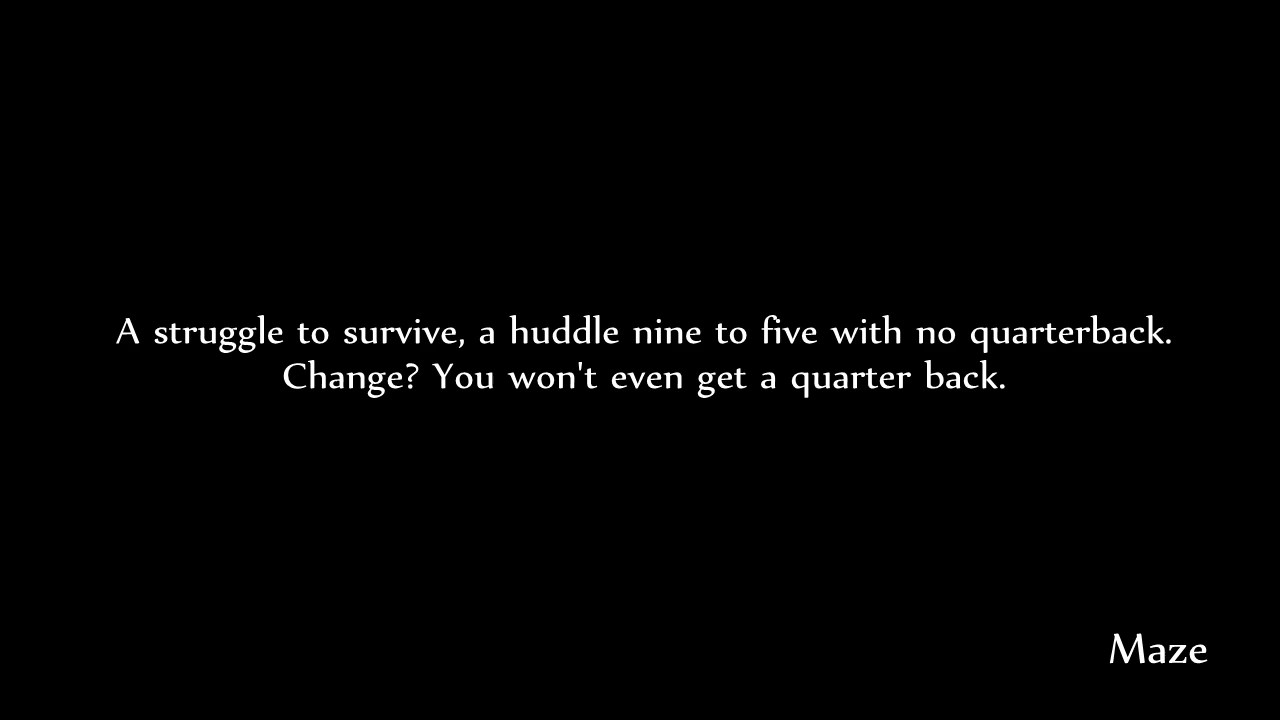 A struggle to survive, a huddle nine to five with no quarterback.
Change? You won't even get a quarter back.
Maze